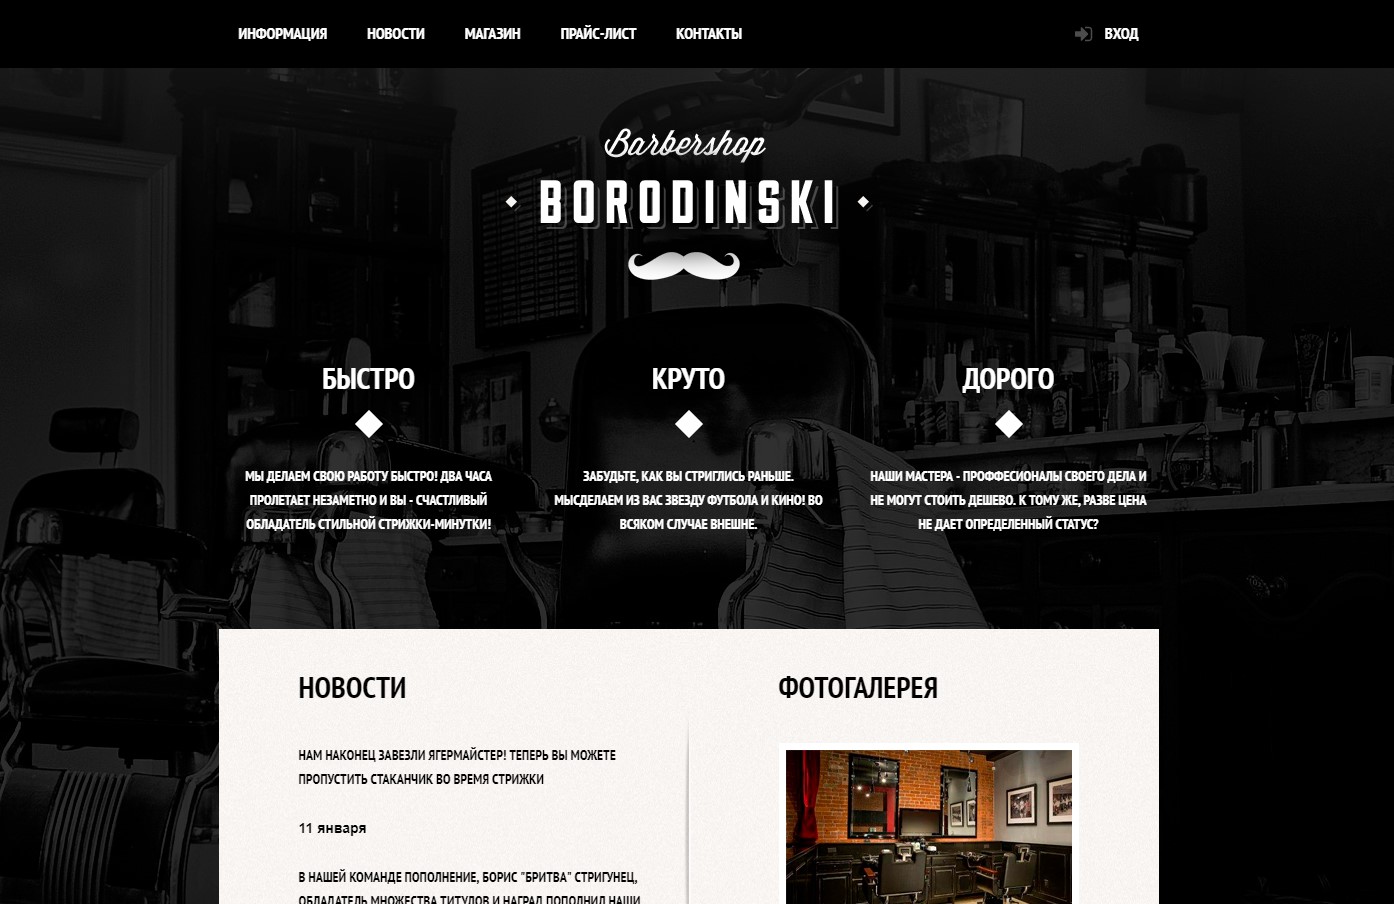 ИНФОРМАЦИЯ НОВОСТИ МАГАЗИН ПРАЙС-ЛИСТ КОНТАКТЫ ВХОД
Barbershop
BORODINSKI
БЫСТРО
МЫ ДЕЛАЕМ СВОЮ РАБОТУ БЫСТРО! ДВА ЧАСА
ПРОЛЕТАЕТ НЕЗАМЕТНО И ВЫ - СЧАСТЛИВЫЙ
ОБЛАДАТЕЛЬ СТИЛЬНОЙ СТРИЖКИ-МИНУТКИ!
КРУТО
ЗАБУДЬТЕ, КАК ВЫ СТРИГЛИСЬ РАНЬШЕ.
МЫСДЕЛАЕМ ИЗ ВАС ЗВЕЗДУ ФУТБОЛА И КИНО! ВО
ВСЯКОМ СЛУЧАЕ ВНЕШНЕ.
ДОРОГО
НАШИ МАСТЕРА - ПРОФФЕСИОНАЛЫ СВОЕГО ДЕЛА И
НЕ МОГУТ СТОИТЬ ДЕШЕВО. К ТОМУ ЖЕ, РАЗВЕ ЦЕНА
НЕ ДАЕТ ОПРЕДЕЛЕННЫЙ СТАТУС?
НОВОСТИ
НАМ НАКОНЕЦ ЗАВЕЗЛИ ЯГЕРМАЙСТЕР! ТЕПЕРЬ ВЫ МОЖЕТЕ
ПРОПУСТИТЬ СТАКАНЧИК ВО ВРЕМЯ СТРИЖКИ
11 января
В НАШЕЙ КОМАНДЕ ПОПОЛНЕНИЕ, БОРИС "БРИТВА" СТРИГУНЕЦ,
ОБЛАДАТЕЛЬ МНОЖЕСТВА ТИТУЛОВ И НАГРАД ПОПОЛНИЛ НАШИ
ФОТОГАЛЕРЕЯ